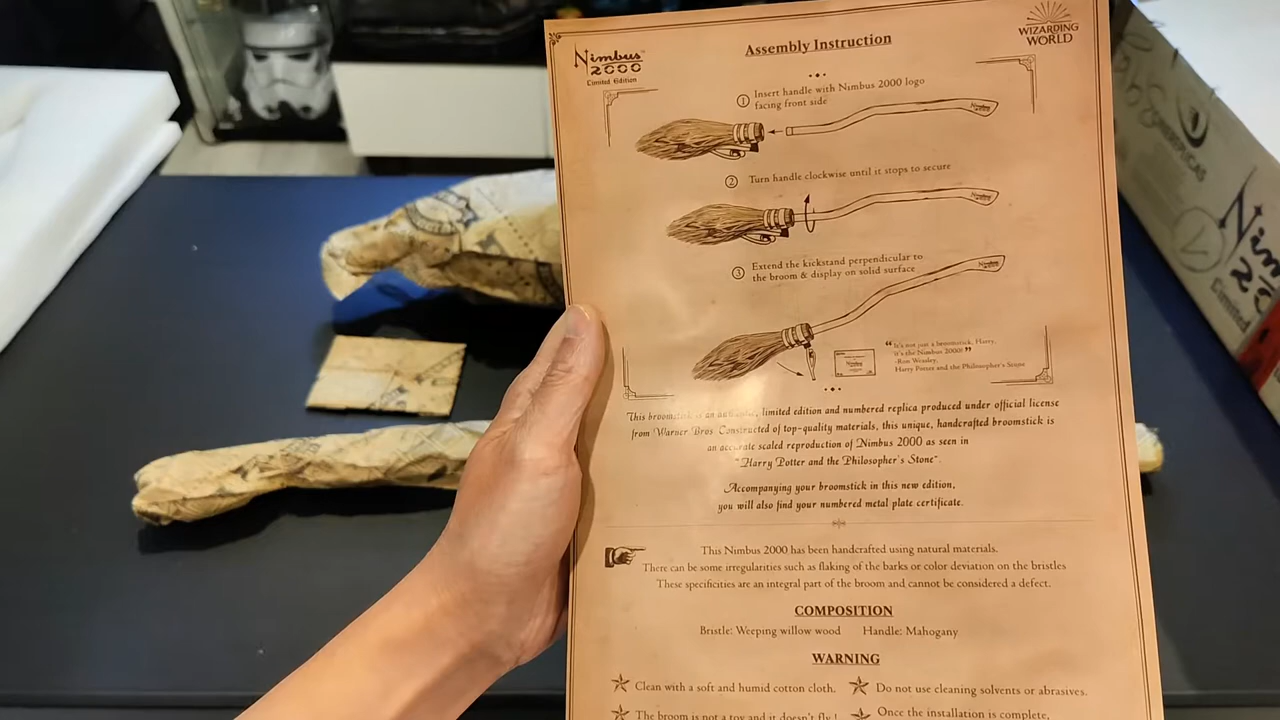 Nimbus
2000
Limited Edition
Assembly Instruction
WIZARDING
WORLD
1 Insert handle with Nimbus 2000 logo
facing front side
2 Turn handle clockwise until it stops to secure
3 Extend the kickstand perpendicular to
the broom & display on solid surface
“It's not just a broomstick, Harry,
it's the Nimbus 2000!”
-Ron Weasley,
Harry Potter and the Philosopher's Stone
This broomstick is an authentic, limited edition and numbered replica produced under official license
from Warner Bros. Constructed of top-quality materials, this unique, handcrafted broomstick is
an accurate scaled reproduction of Nimbus 2000 as seen in
"Harry Potter and the Philosopher's Stone".
Accompanying your broomstick in this new edition,
you will also find your numbered metal plate certificate.
This Nimbus 2000 has been handcrafted using natural materials.
There can be some irregularities such as flaking of the barks or color deviation on the bristles
These specificities are an integral part of the broom and cannot be considered a defect.
COMPOSITION
Bristle: Weeping willow wood Handle: Mahogany
WARNING
Clean with a soft and humid cotton cloth.
Do not use cleaning solvents or abrasives.
The broom is not a toy and it doesn't fly !
Once the installation is complete,
Nim
20
Limited